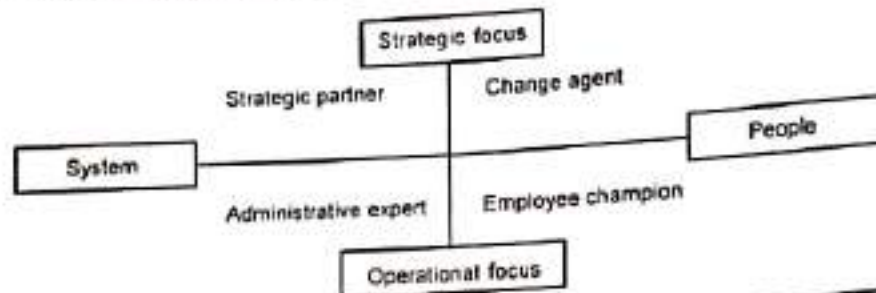 Strategic focus
Strategic partner
Change agent
System
People
Administrative expert
Employee champion
Operational focus